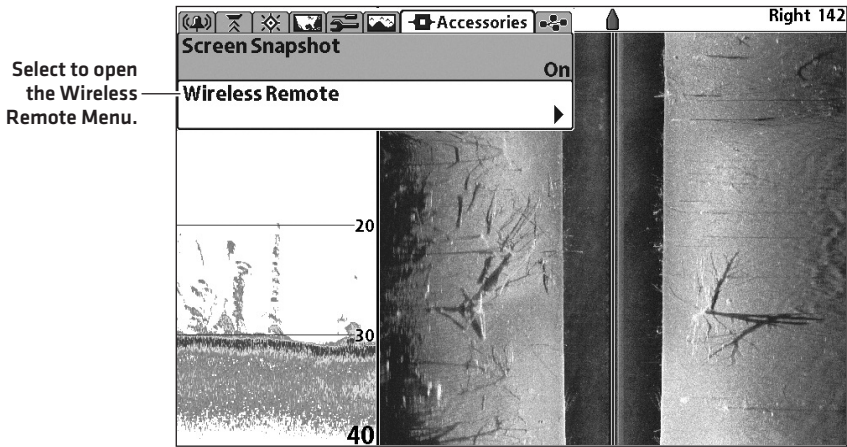 Accessories
Right 142
Screen Snapshot
On
Wireless Remote
Select to open
the Wireless
Remote Menu.
20
30
40